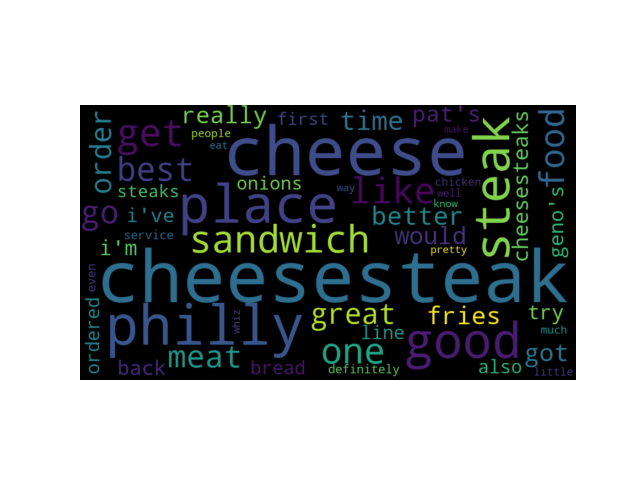 order
get
really
first
time
pat's
make
people
eat
cheese
steak
cheesesteaks
food
best
steaks
onions
way
like
chicken
well
know
go
i've
place
better
geno's
i'm
service
sandwich
would
pretty
even
cheesesteak
ordered
philly
whiz
great
fries
try
line
much
meat
one
good
got
back
bread
definitely
also
little